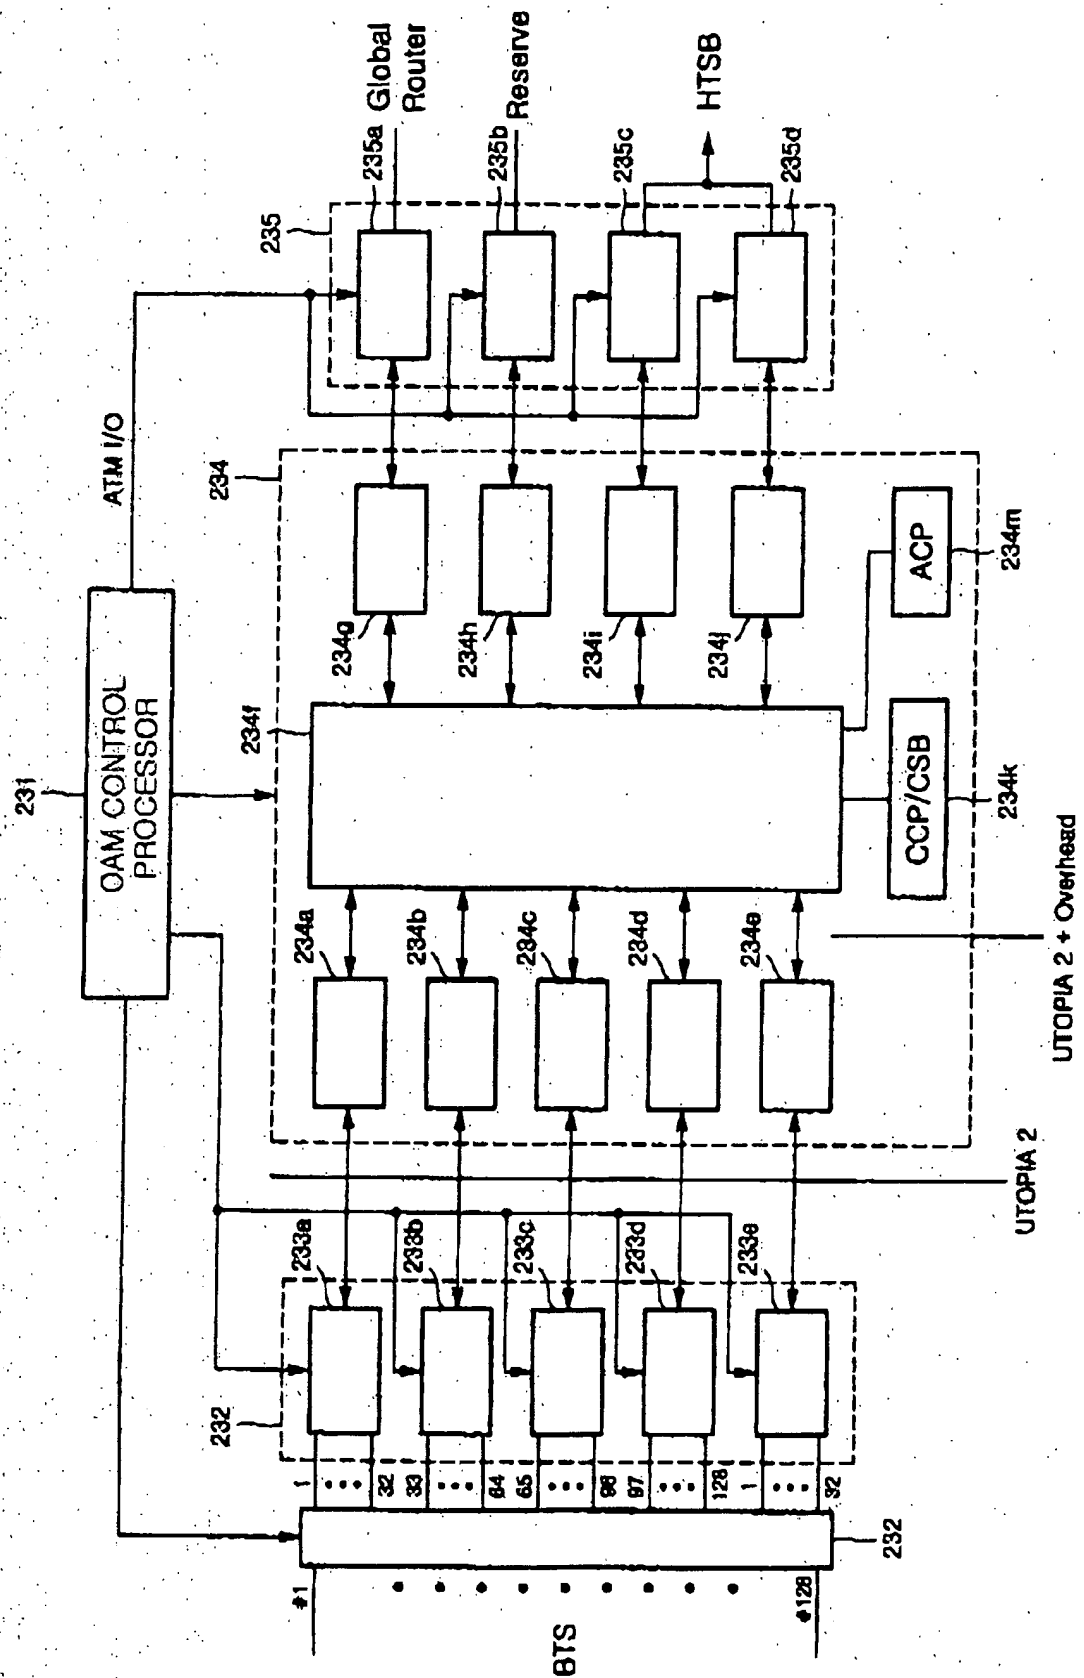 231
OAM CONTROL
PROCESSOR
ATM I/O
232
233a
233b
233c
233d
233e
234
234a
234b
234c
234d
234e
234f
234g
234h
234i
234j
235
235a
235b
235c
235d
Global
Router
Reserve
HTSB
BTS
#1
#128
1
32
33
64
65
96
97
128
1
32
232
CCP/CSB
234k
ACP
234m
UTOPIA 2
UTOPIA 2 + Overhead